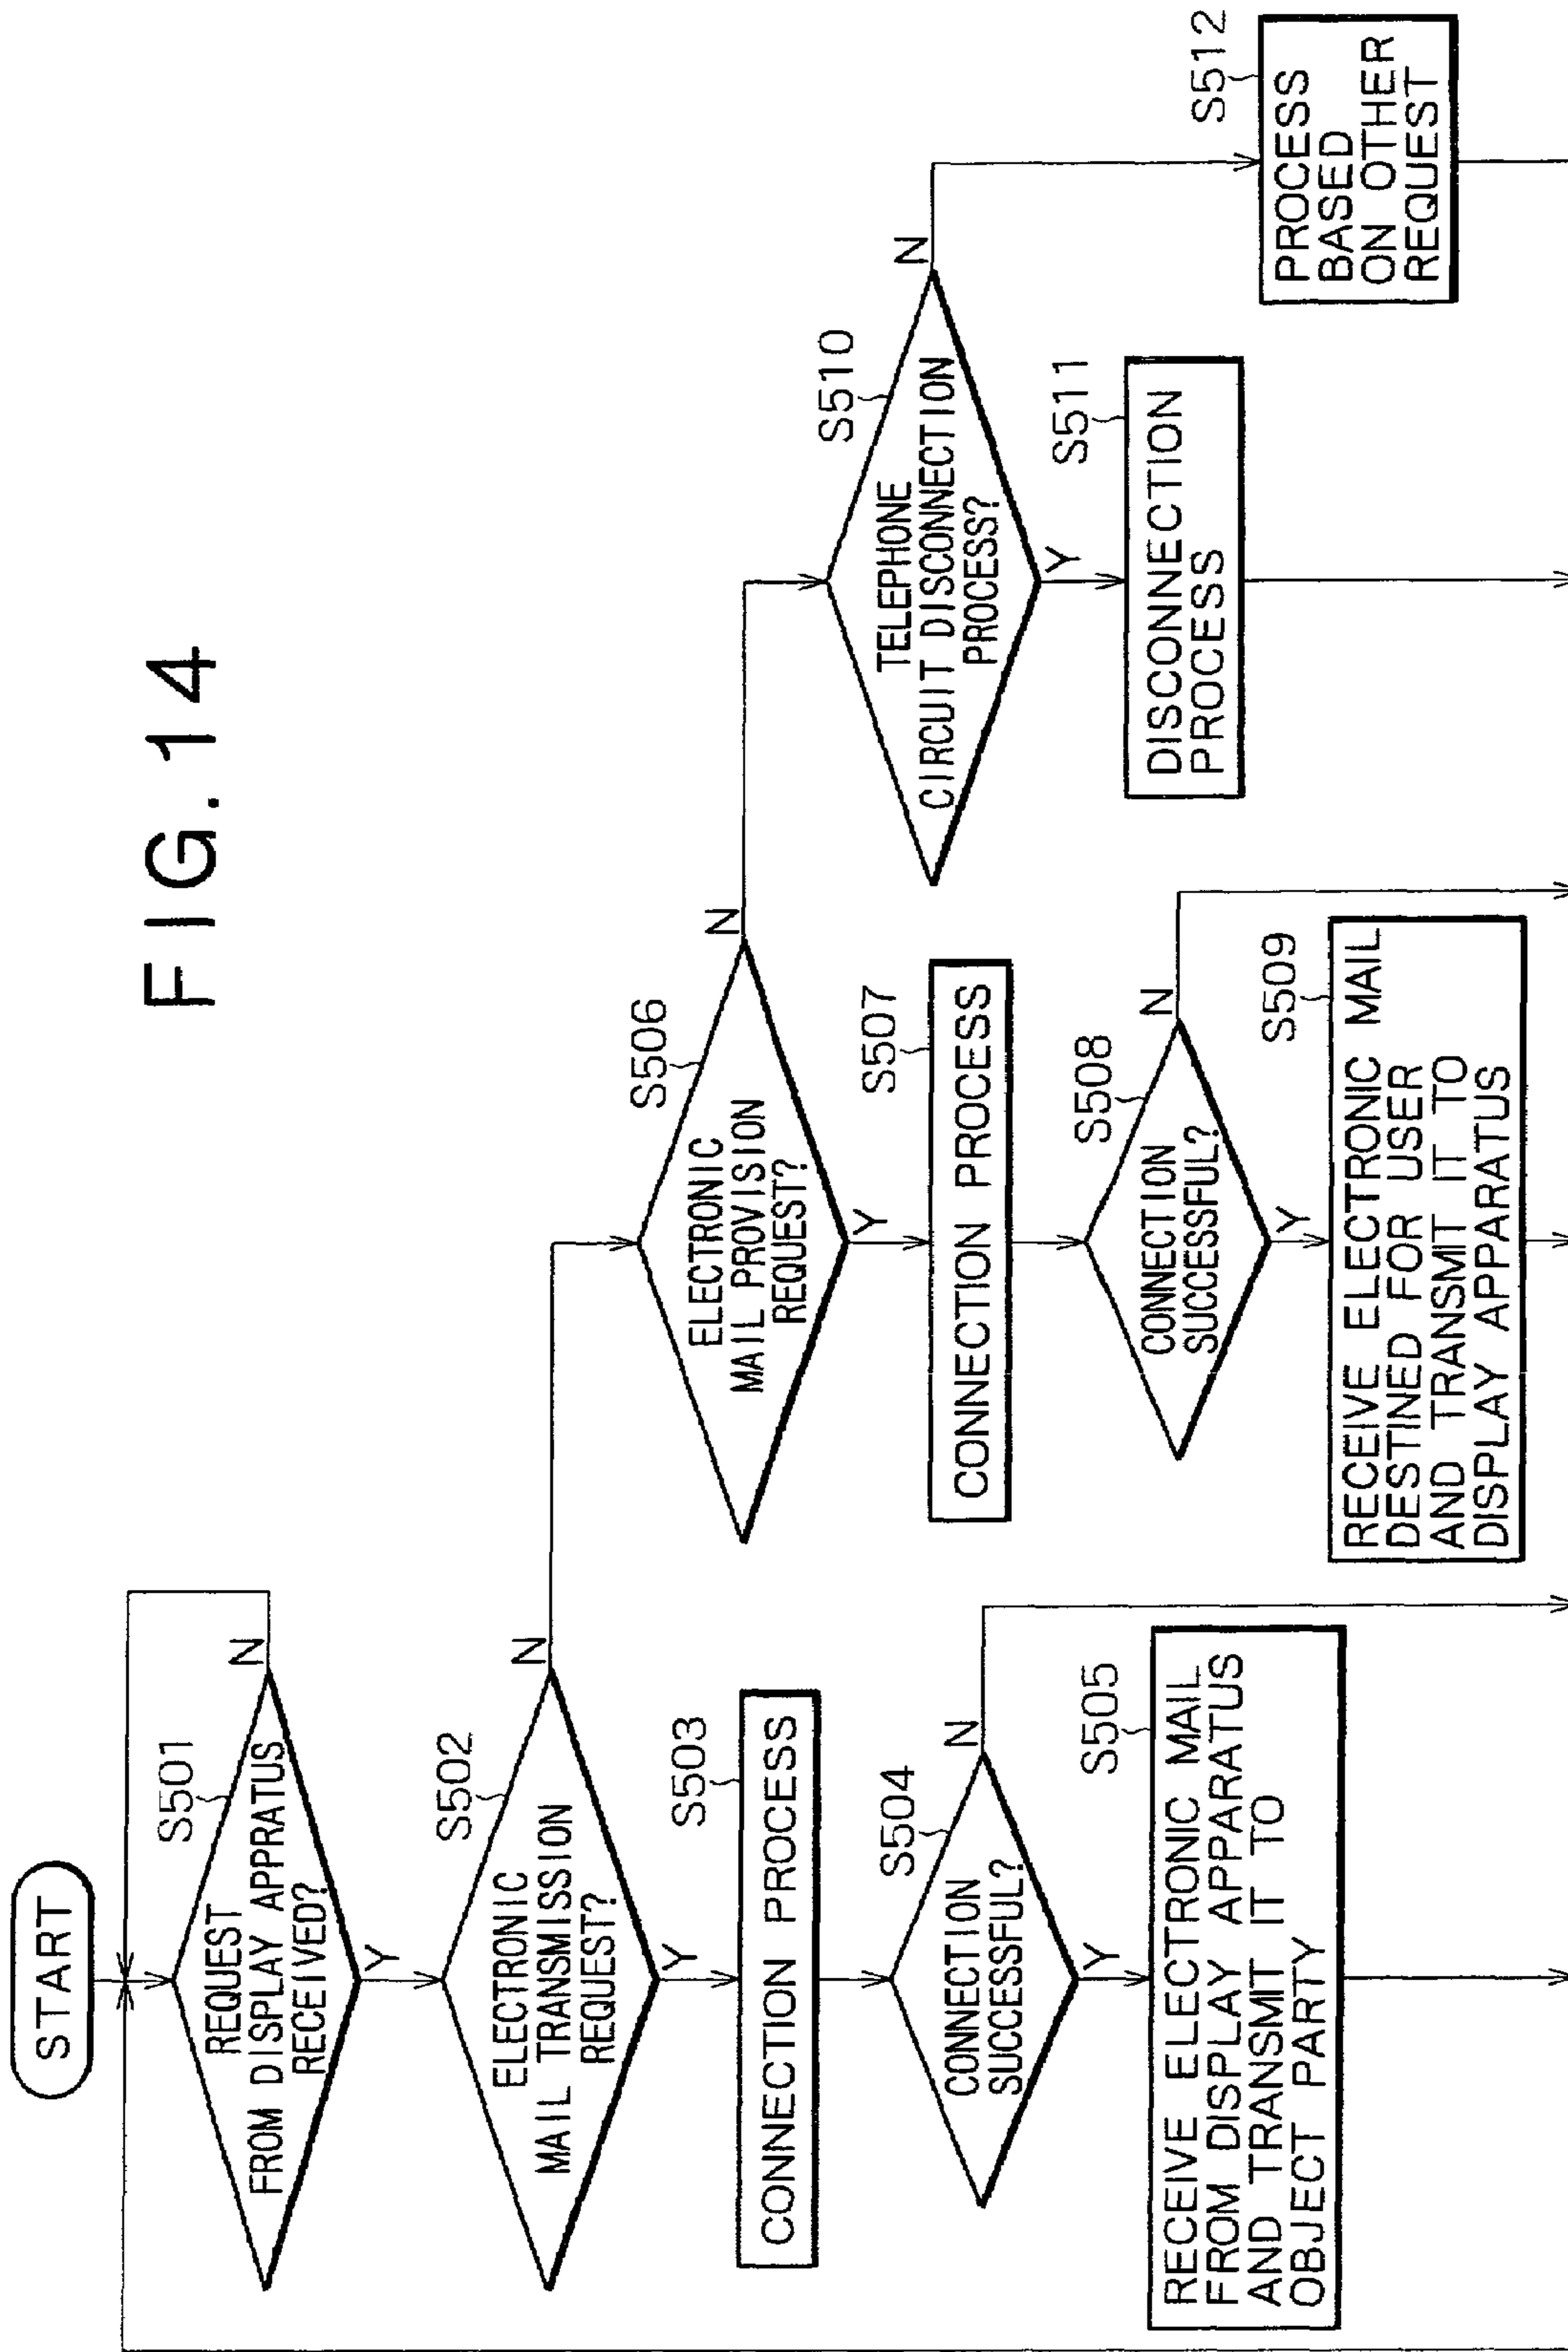 FIG.14
START
S501
REQUEST
FROM DISPLAY APPRATUS
RECEIVED?
N
Y
S502
ELECTRONIC
MAIL TRANSMISSION
REQUEST?
N
Y
S503
CONNECTION PROCESS
S504
CONNECTION
SUCCESSFUL?
N
Y
S505
RECEIVE ELECTRONIC MAIL
FROM DISPLAY APPARATUS
AND TRANSMIT IT TO
OBJECT PARTY
S506
ELECTRONIC
MAIL PROVISION
REQUEST?
N
Y
S507
CONNECTION PROCESS
S508
CONNECTION
SUCCESSFUL?
N
Y
S509
RECEIVE ELECTRONIC MAIL
DESTINED FOR USER
AND TRANSMIT IT TO
DISPLAY APPARATUS
S510
TELEPHONE
CIRCUIT DISCONNECTION
PROCESS?
N
Y
S511
DISCONNECTION
PROCESS
S512
PROCESS
BASED
ON OTHER
REQUEST